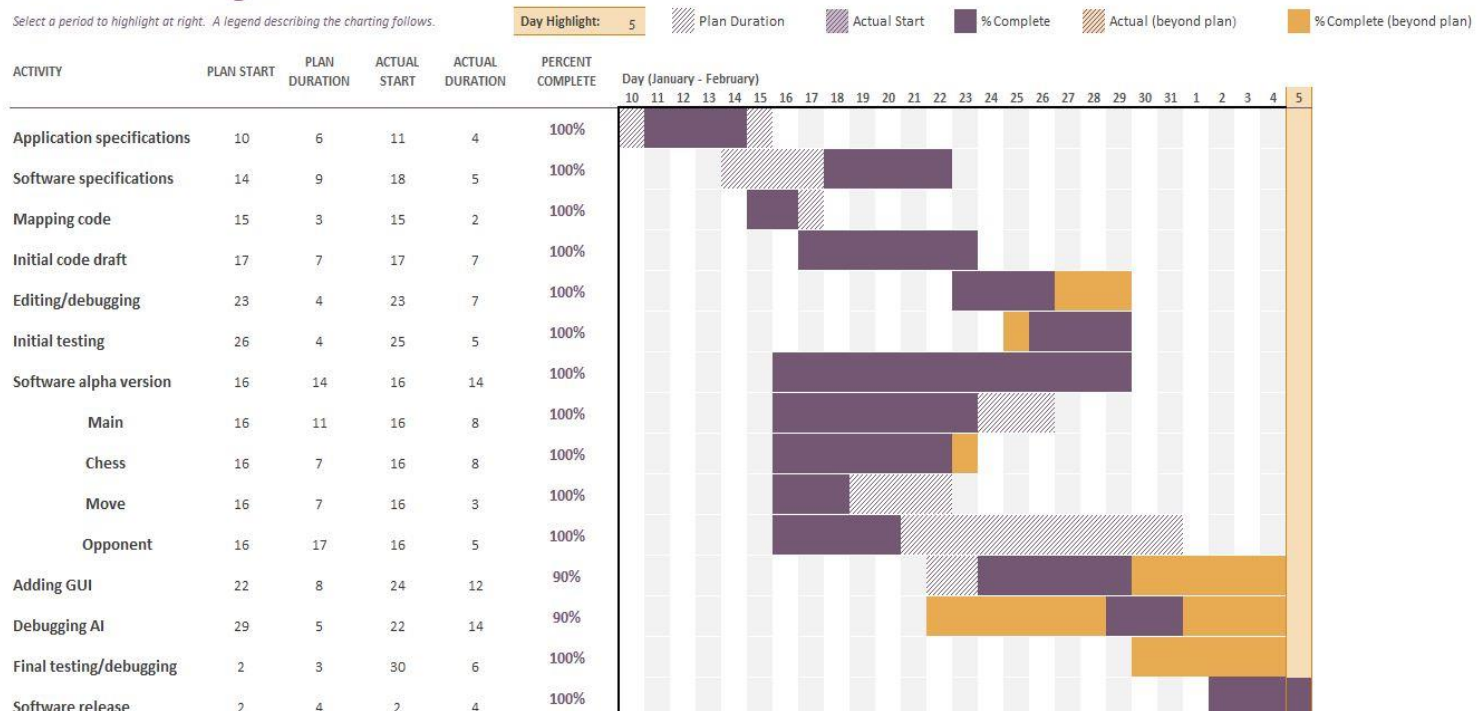 Select a period to highlight at right. A legend describing the charting follows.
Day Highlight: 5
Plan Duration
Actual Start
% Complete
Actual (beyond plan)
% Complete (beyond plan)
ACTIVITY PLAN START PLAN DURATION ACTUAL START ACTUAL DURATION PERCENT COMPLETE
Day (January - February)
10 11 12 13 14 15 16 17 18 19 20 21 22 23 24 25 26 27 28 29 30 31 1 2 3 4 5
Application specifications 10 6 11 4 100%
Software specifications 14 9 18 5 100%
Mapping code 15 3 15 2 100%
Initial code draft 17 7 17 7 100%
Editing/debugging 23 4 23 7 100%
Initial testing 26 4 25 5 100%
Software alpha version 16 14 16 14 100%
Main 16 11 16 8 100%
Chess 16 7 16 8 100%
Move 16 7 16 3 100%
Opponent 16 17 16 5 100%
Adding GUI 22 8 24 12 90%
Debugging AI 29 5 22 14 90%
Final testing/debugging 2 3 30 6 100%
Software release 2 4 2 4 100%